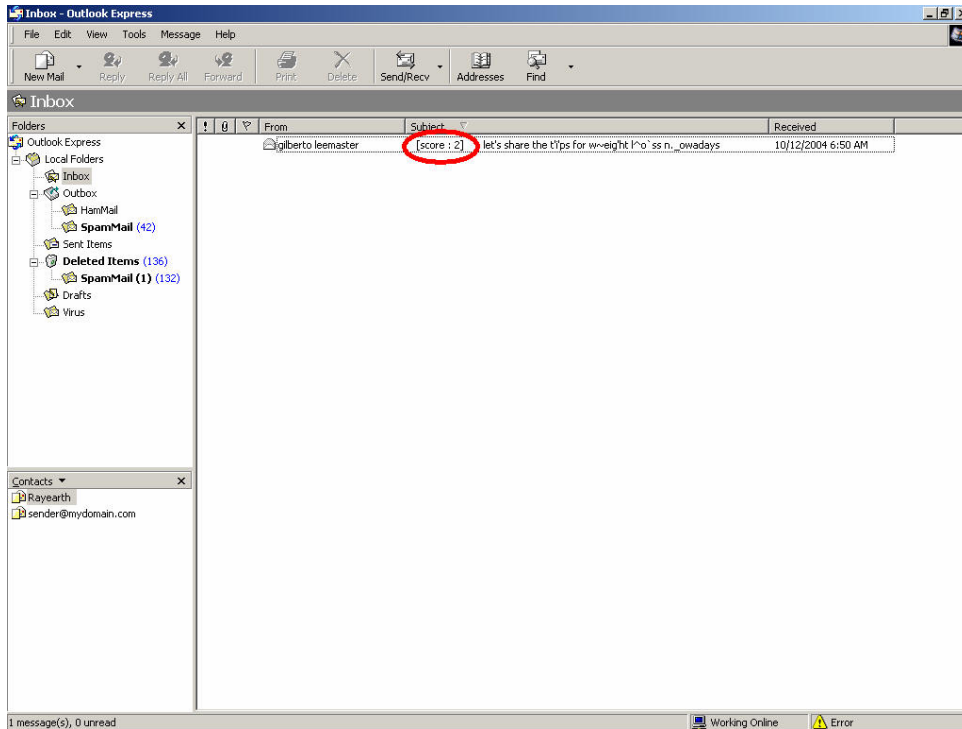 Inbox - Outlook Express
File Edit View Tools Message Help
New Mail Reply Reply All Forward Print Delete Send/Recv Addresses Find
Inbox
Folders
Outlook Express
Local Folders
Inbox
Outbox
HamMail
SpamMail (42)
Sent Items
Deleted Items (136)
SpamMail (1) (132)
Drafts
Virus
Contacts
Rayearth
sender@mydomain.com
! From Subject Received
gilberto leemaster [score : 2] let's share the t'i'ps for w~eig'ht l^o`ss n._owadays 10/12/2004 6:50 AM
1 message(s), 0 unread Working Online Error